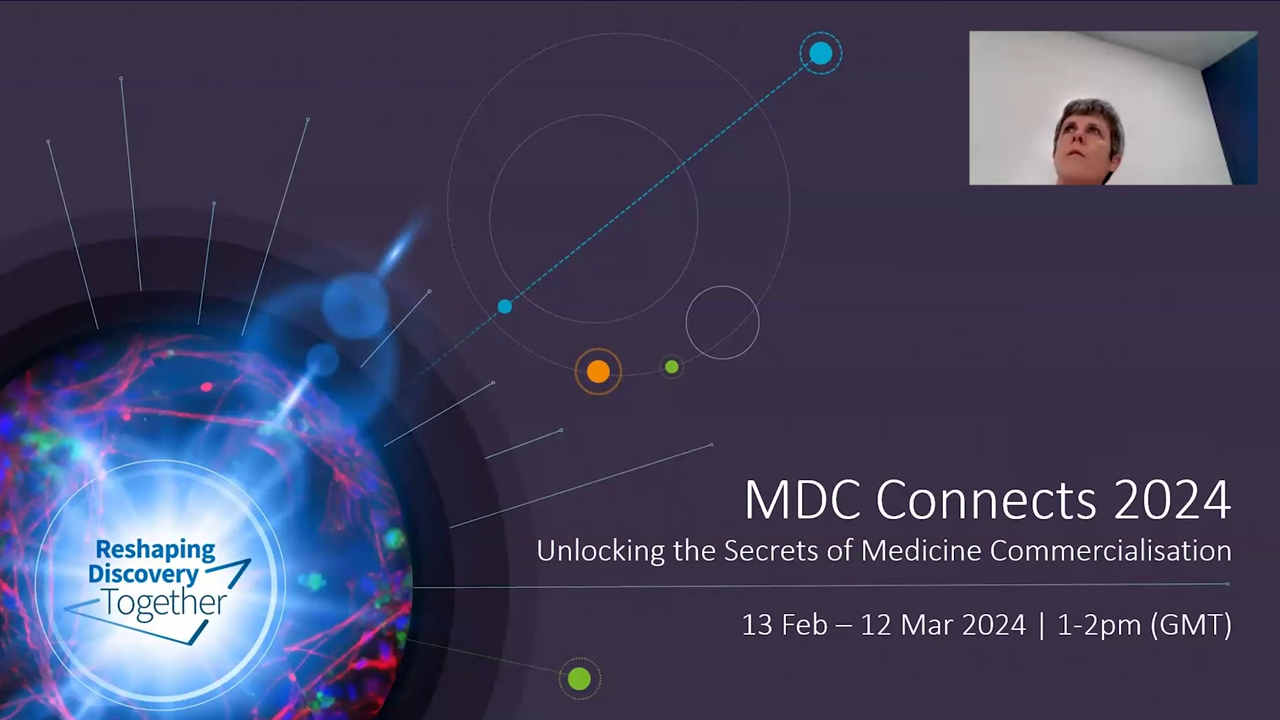 MDC Connects 2024
Unlocking the Secrets of Medicine Commercialisation
13 Feb – 12 Mar 2024 | 1-2pm (GMT)
Reshaping
Discovery
Together